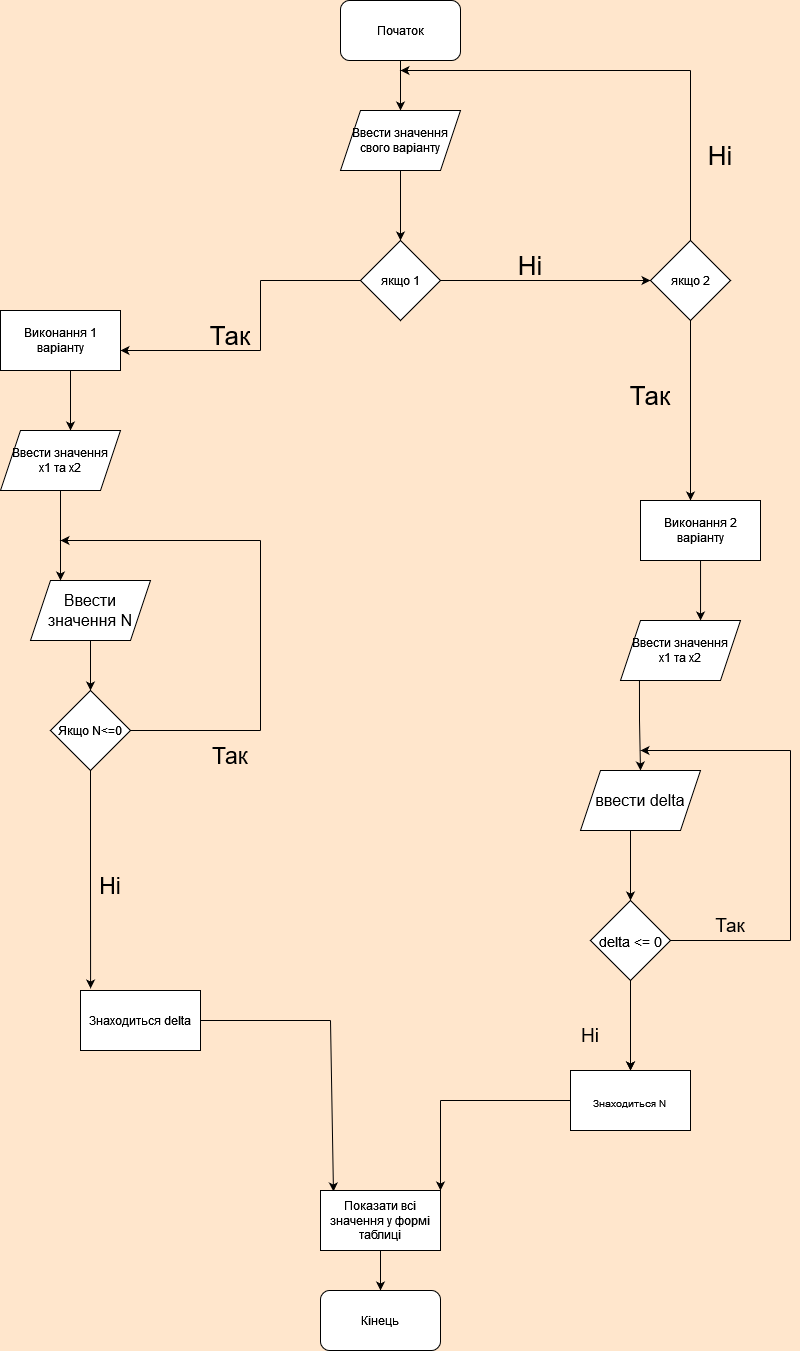 Початок
Ввести значення
свого варіанту
Ні
якщо 1
Ні
якщо 2
Так
Виконання 1
варіанту
Так
Ввести значення
x1 та x2
Виконання 2
варіанту
Ввести
значення N
Ввести значення
x1 та x2
Якщо N<=0
Так
ввести delta
Ні
delta <= 0
Так
Знаходиться delta
Ні
Знаходиться N
Показати всі
значення у формі
таблиці
Кінець